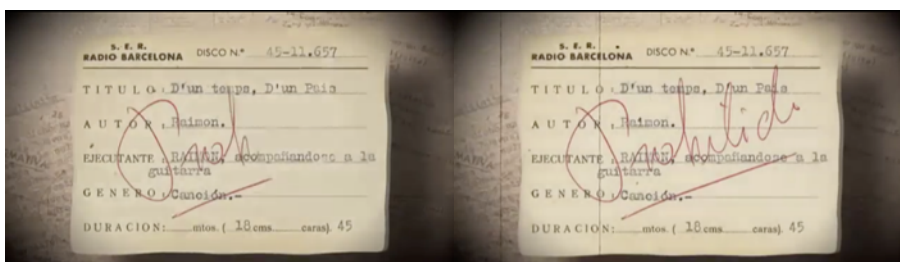 S. E. R.
RADIO BARCELONA DISCO N.º 45-11.657
TITULO: D'un temps, D'un Pais
AUTOR, Raimon.
EJECUTANTE, RAIMON, acompañandose a la
guitarra
GENERO, Canción.-
DURACION: mtos. ( 18 cms caras). 45
S. E. R.
RADIO BARCELONA DISCO N.º 45-11.657
TITULO: D'un temps, D'un Pais
AUTOR, Raimon.
EJECUTANTE, RAIMON, acompañandose a la
guitarra
GENERO, Canción.-
DURACION: mtos. ( 18 cms caras). 45